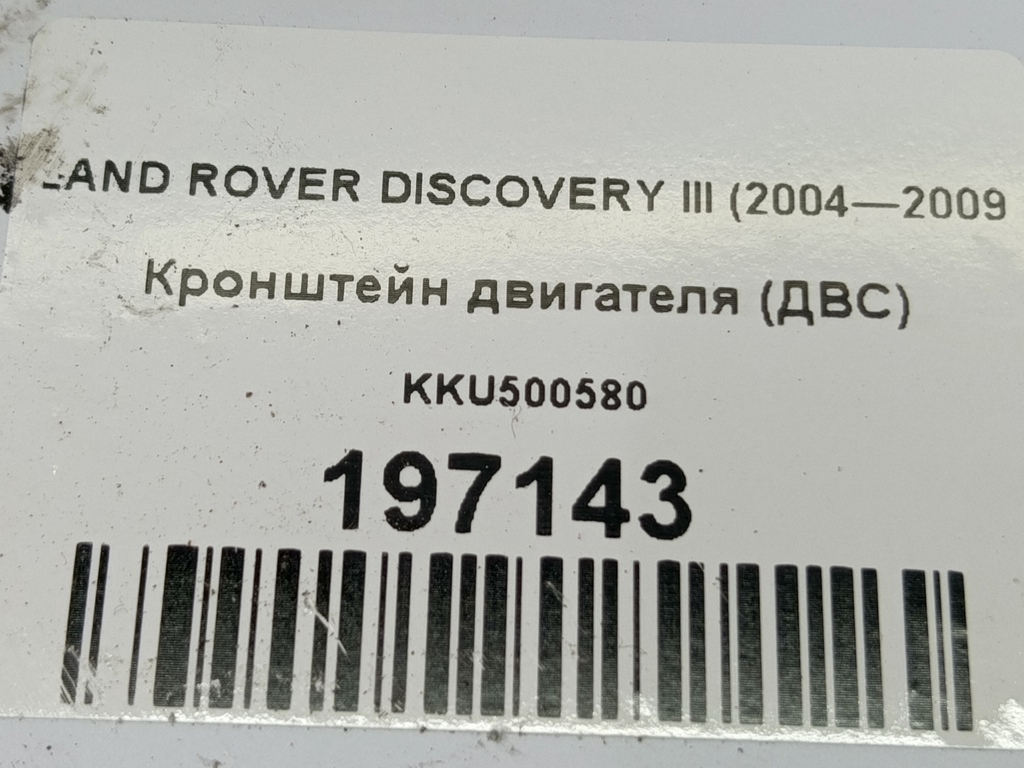 LAND ROVER DISCOVERY III (2004—2009
Кронштейн двигателя (ДВС)
KKU500580
197143